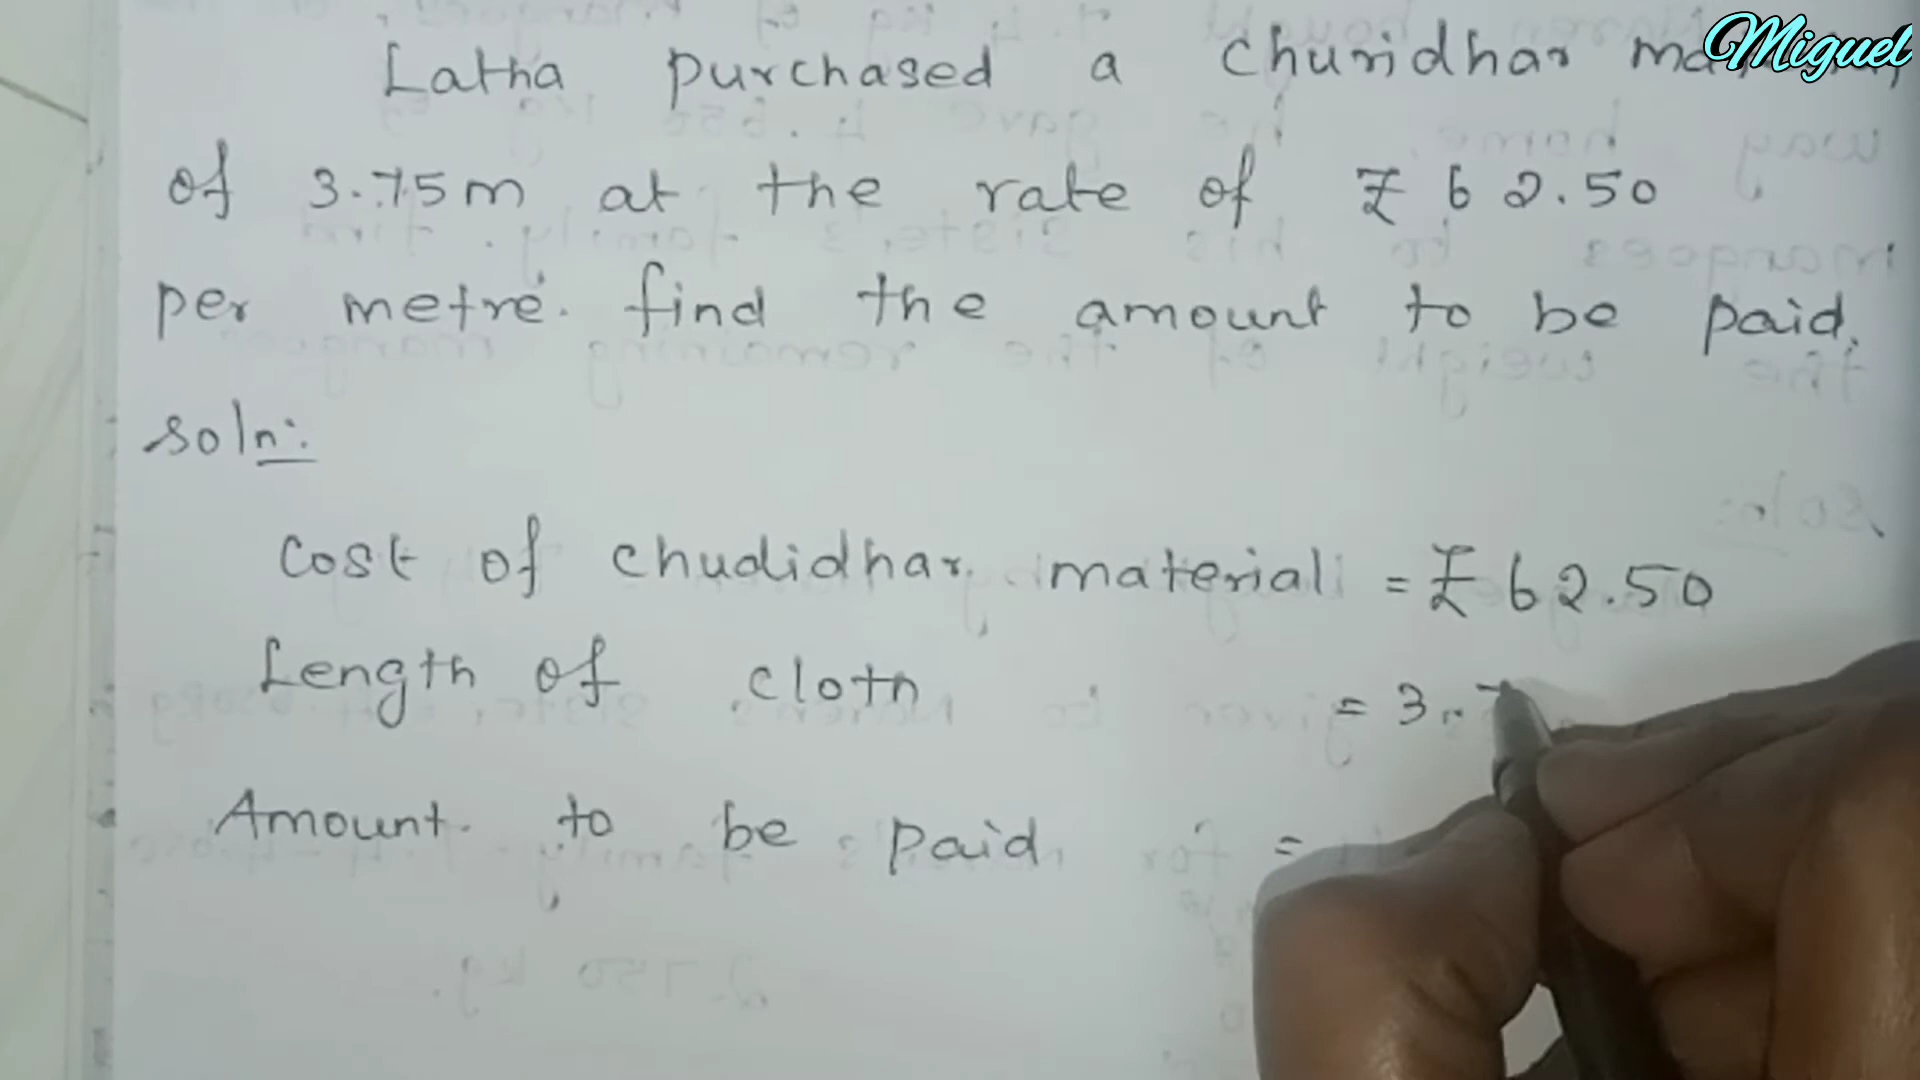 Miguel
Latha purchased a churidhar
of 3.75m at the rate of ₹ 62.50
per metre. find the amount to be paid.
soln:
cost of chudidhar material = ₹ 62.50
Length of cloth = 3.7
Amount to be paid =